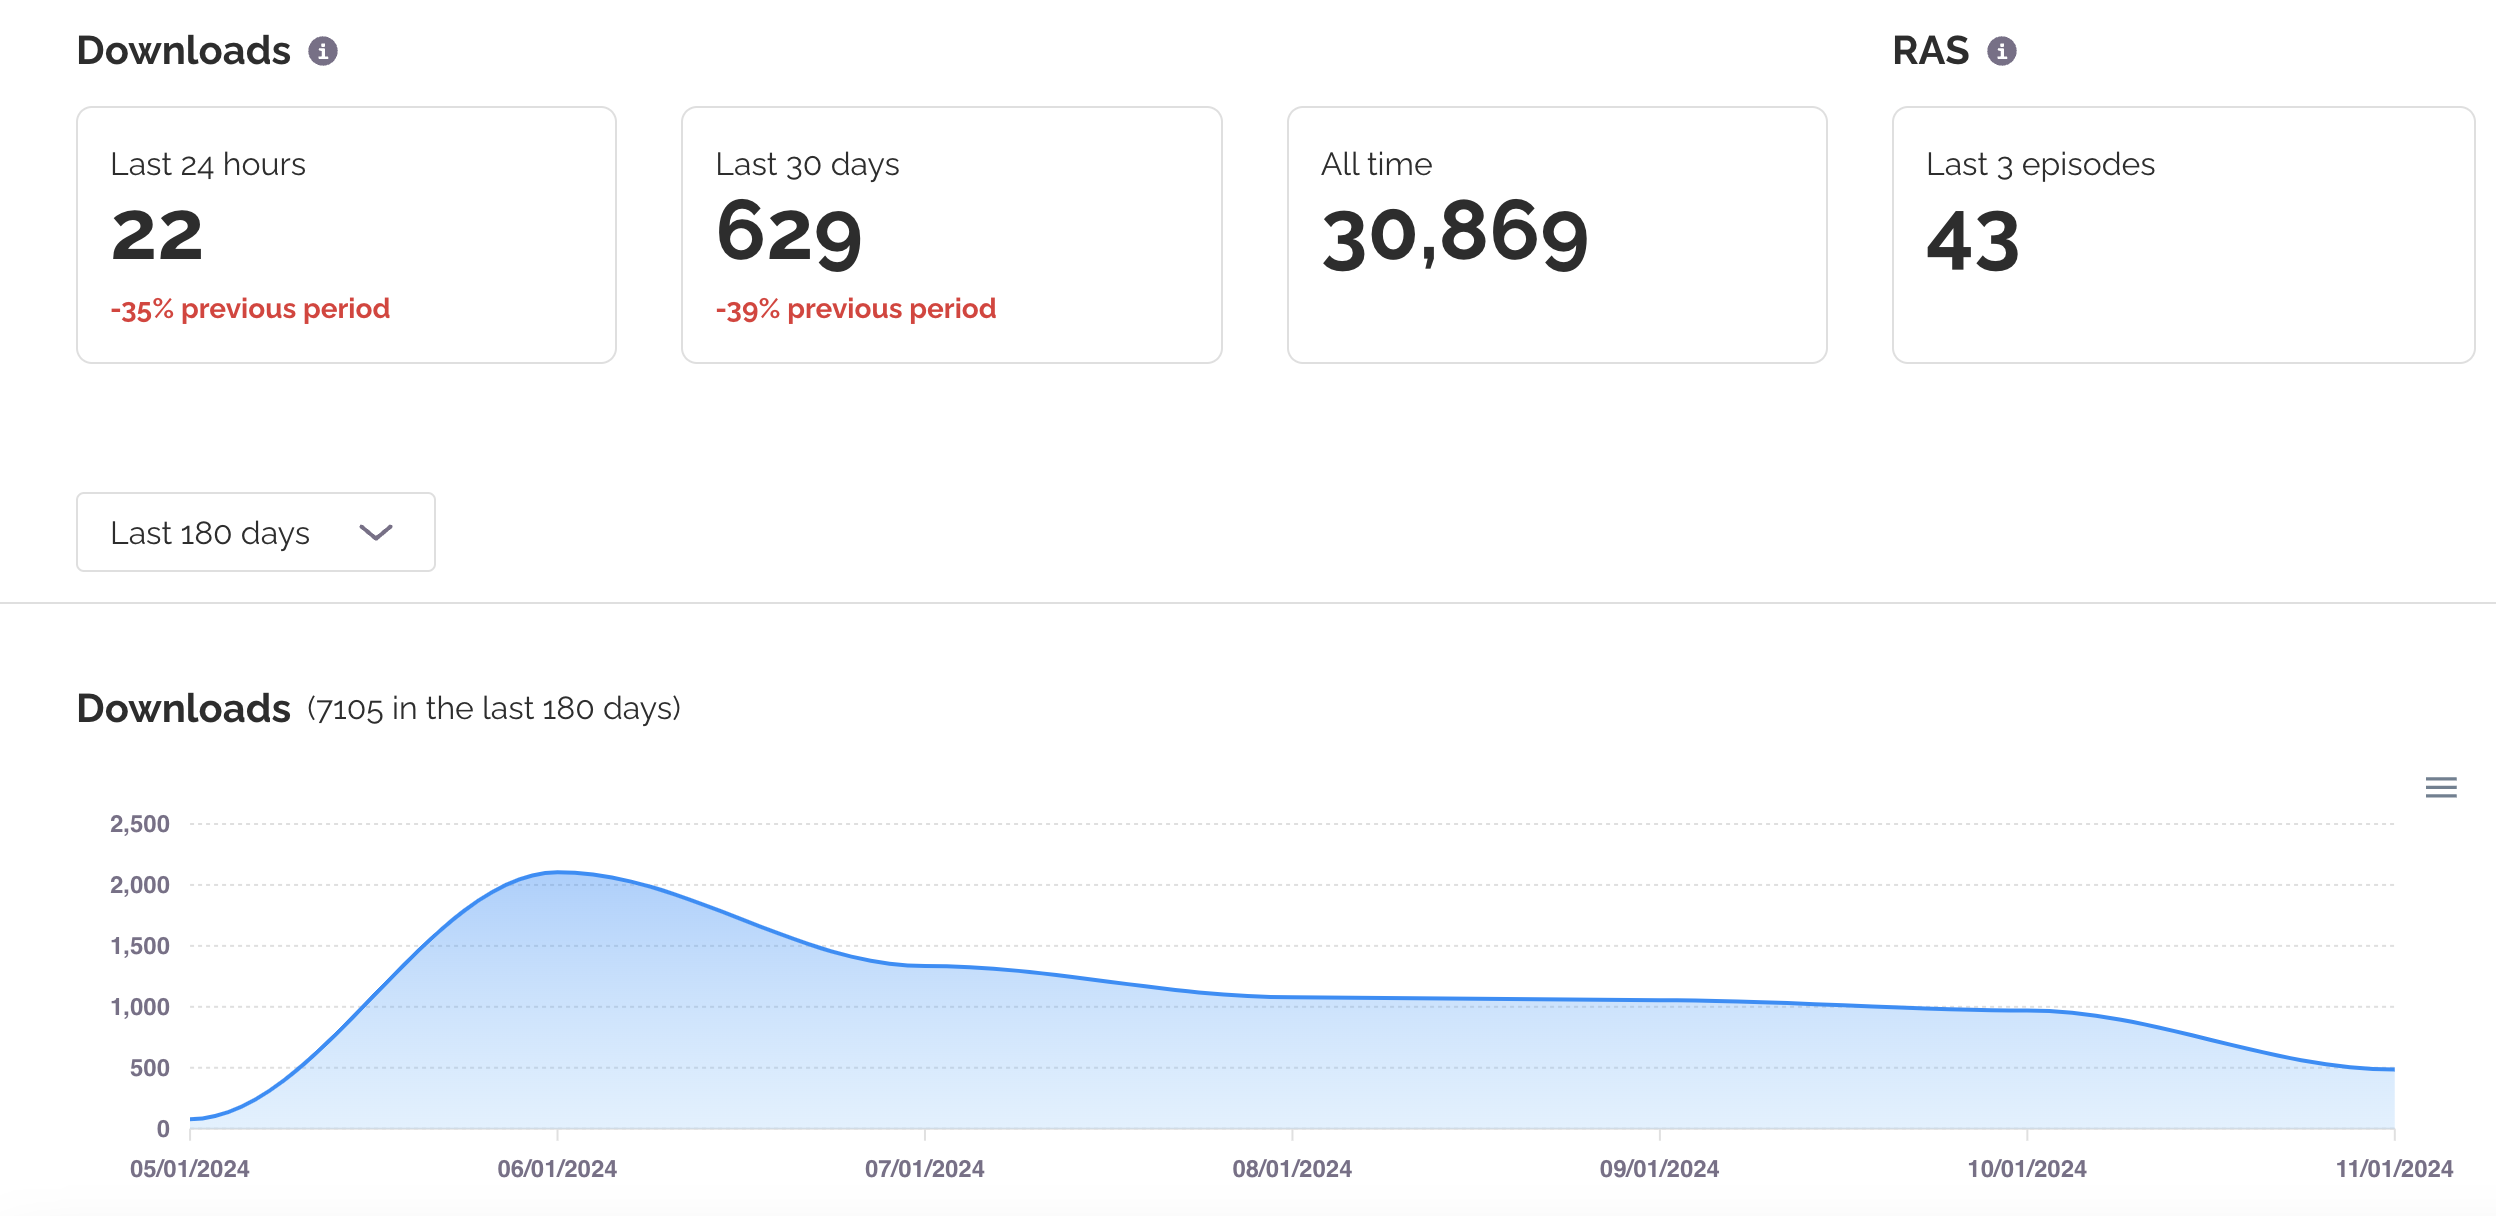 Downloads
RAS
Last 24 hours
22
-35% previous period
Last 30 days
629
-39% previous period
All time
30,869
Last 3 episodes
43
Last 180 days
Downloads (7105 in the last 180 days)
2,500
2,000
1,500
1,000
500
0
05/01/2024 06/01/2024 07/01/2024 08/01/2024 09/01/2024 10/01/2024 11/01/2024